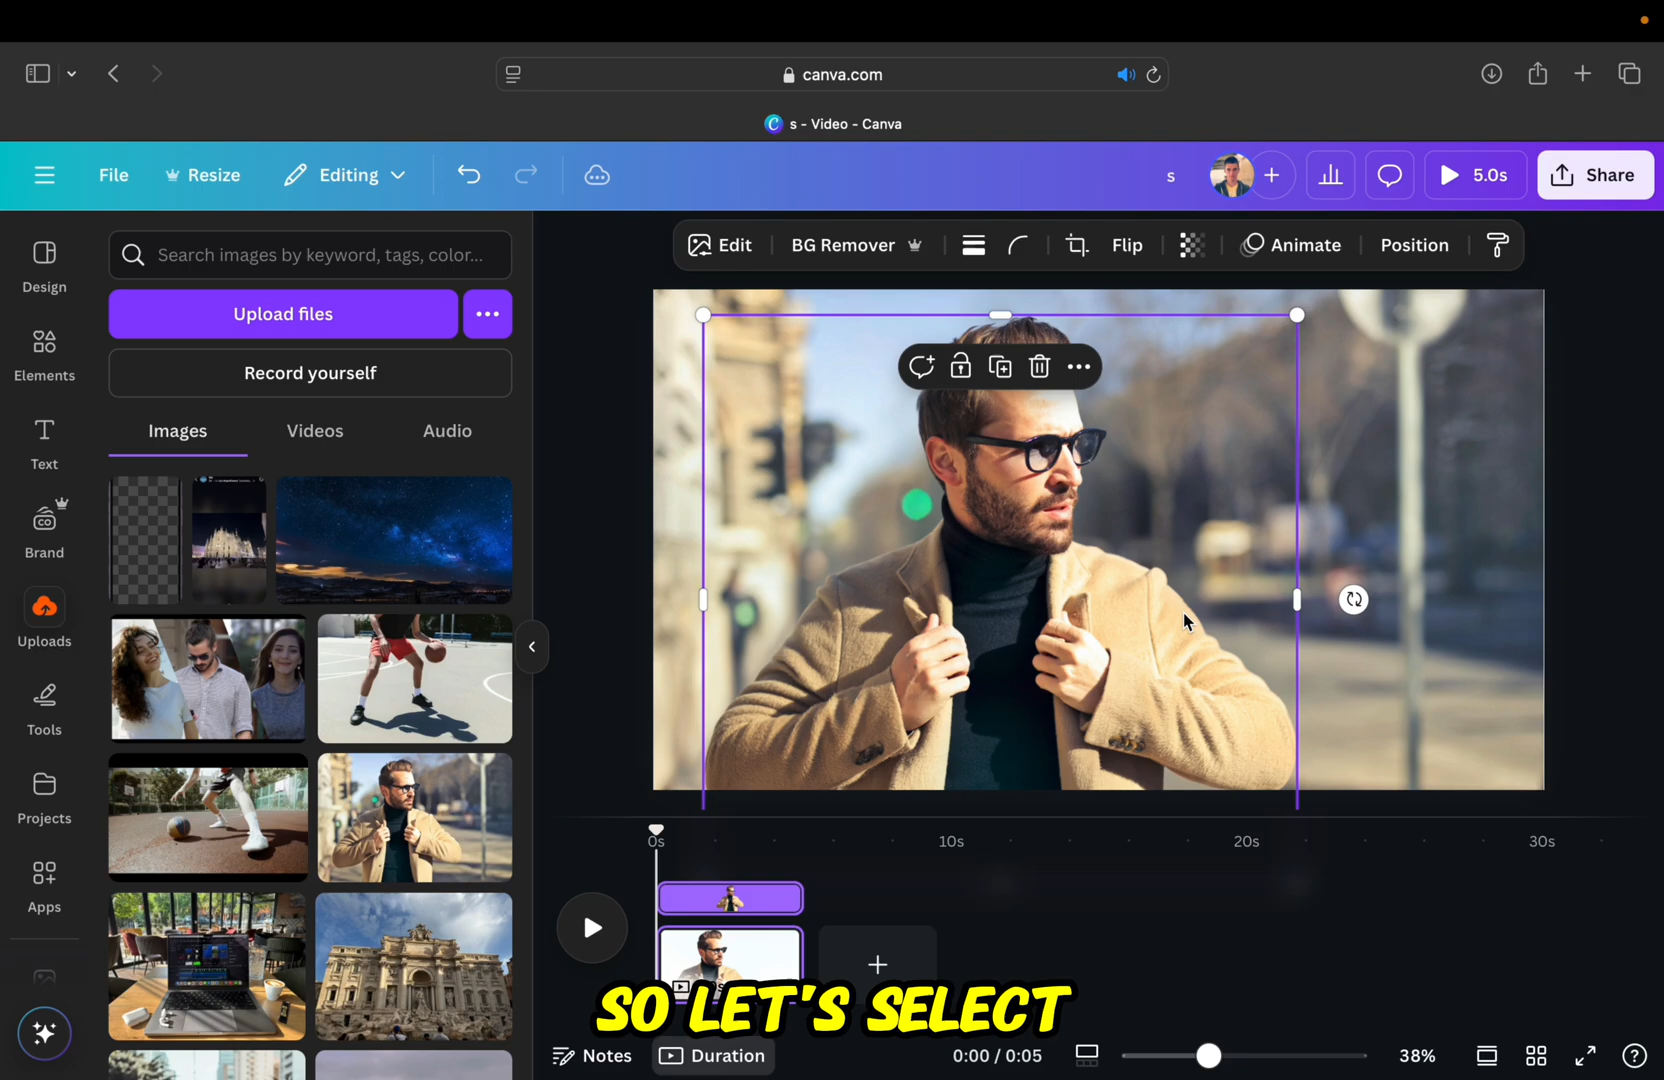 canva.com
s - Video - Canva
File
Resize
Editing
s
5.0s
Share
Design
Elements
Text
Brand
Uploads
Tools
Projects
Apps
Search images by keyword, tags, color...
Upload files
Record yourself
Images
Videos
Audio
Edit
BG Remover
Flip
Animate
Position
0s
10s
20s
30s
SO LET'S SELECT
Notes
Duration
0:00 / 0:05
38%